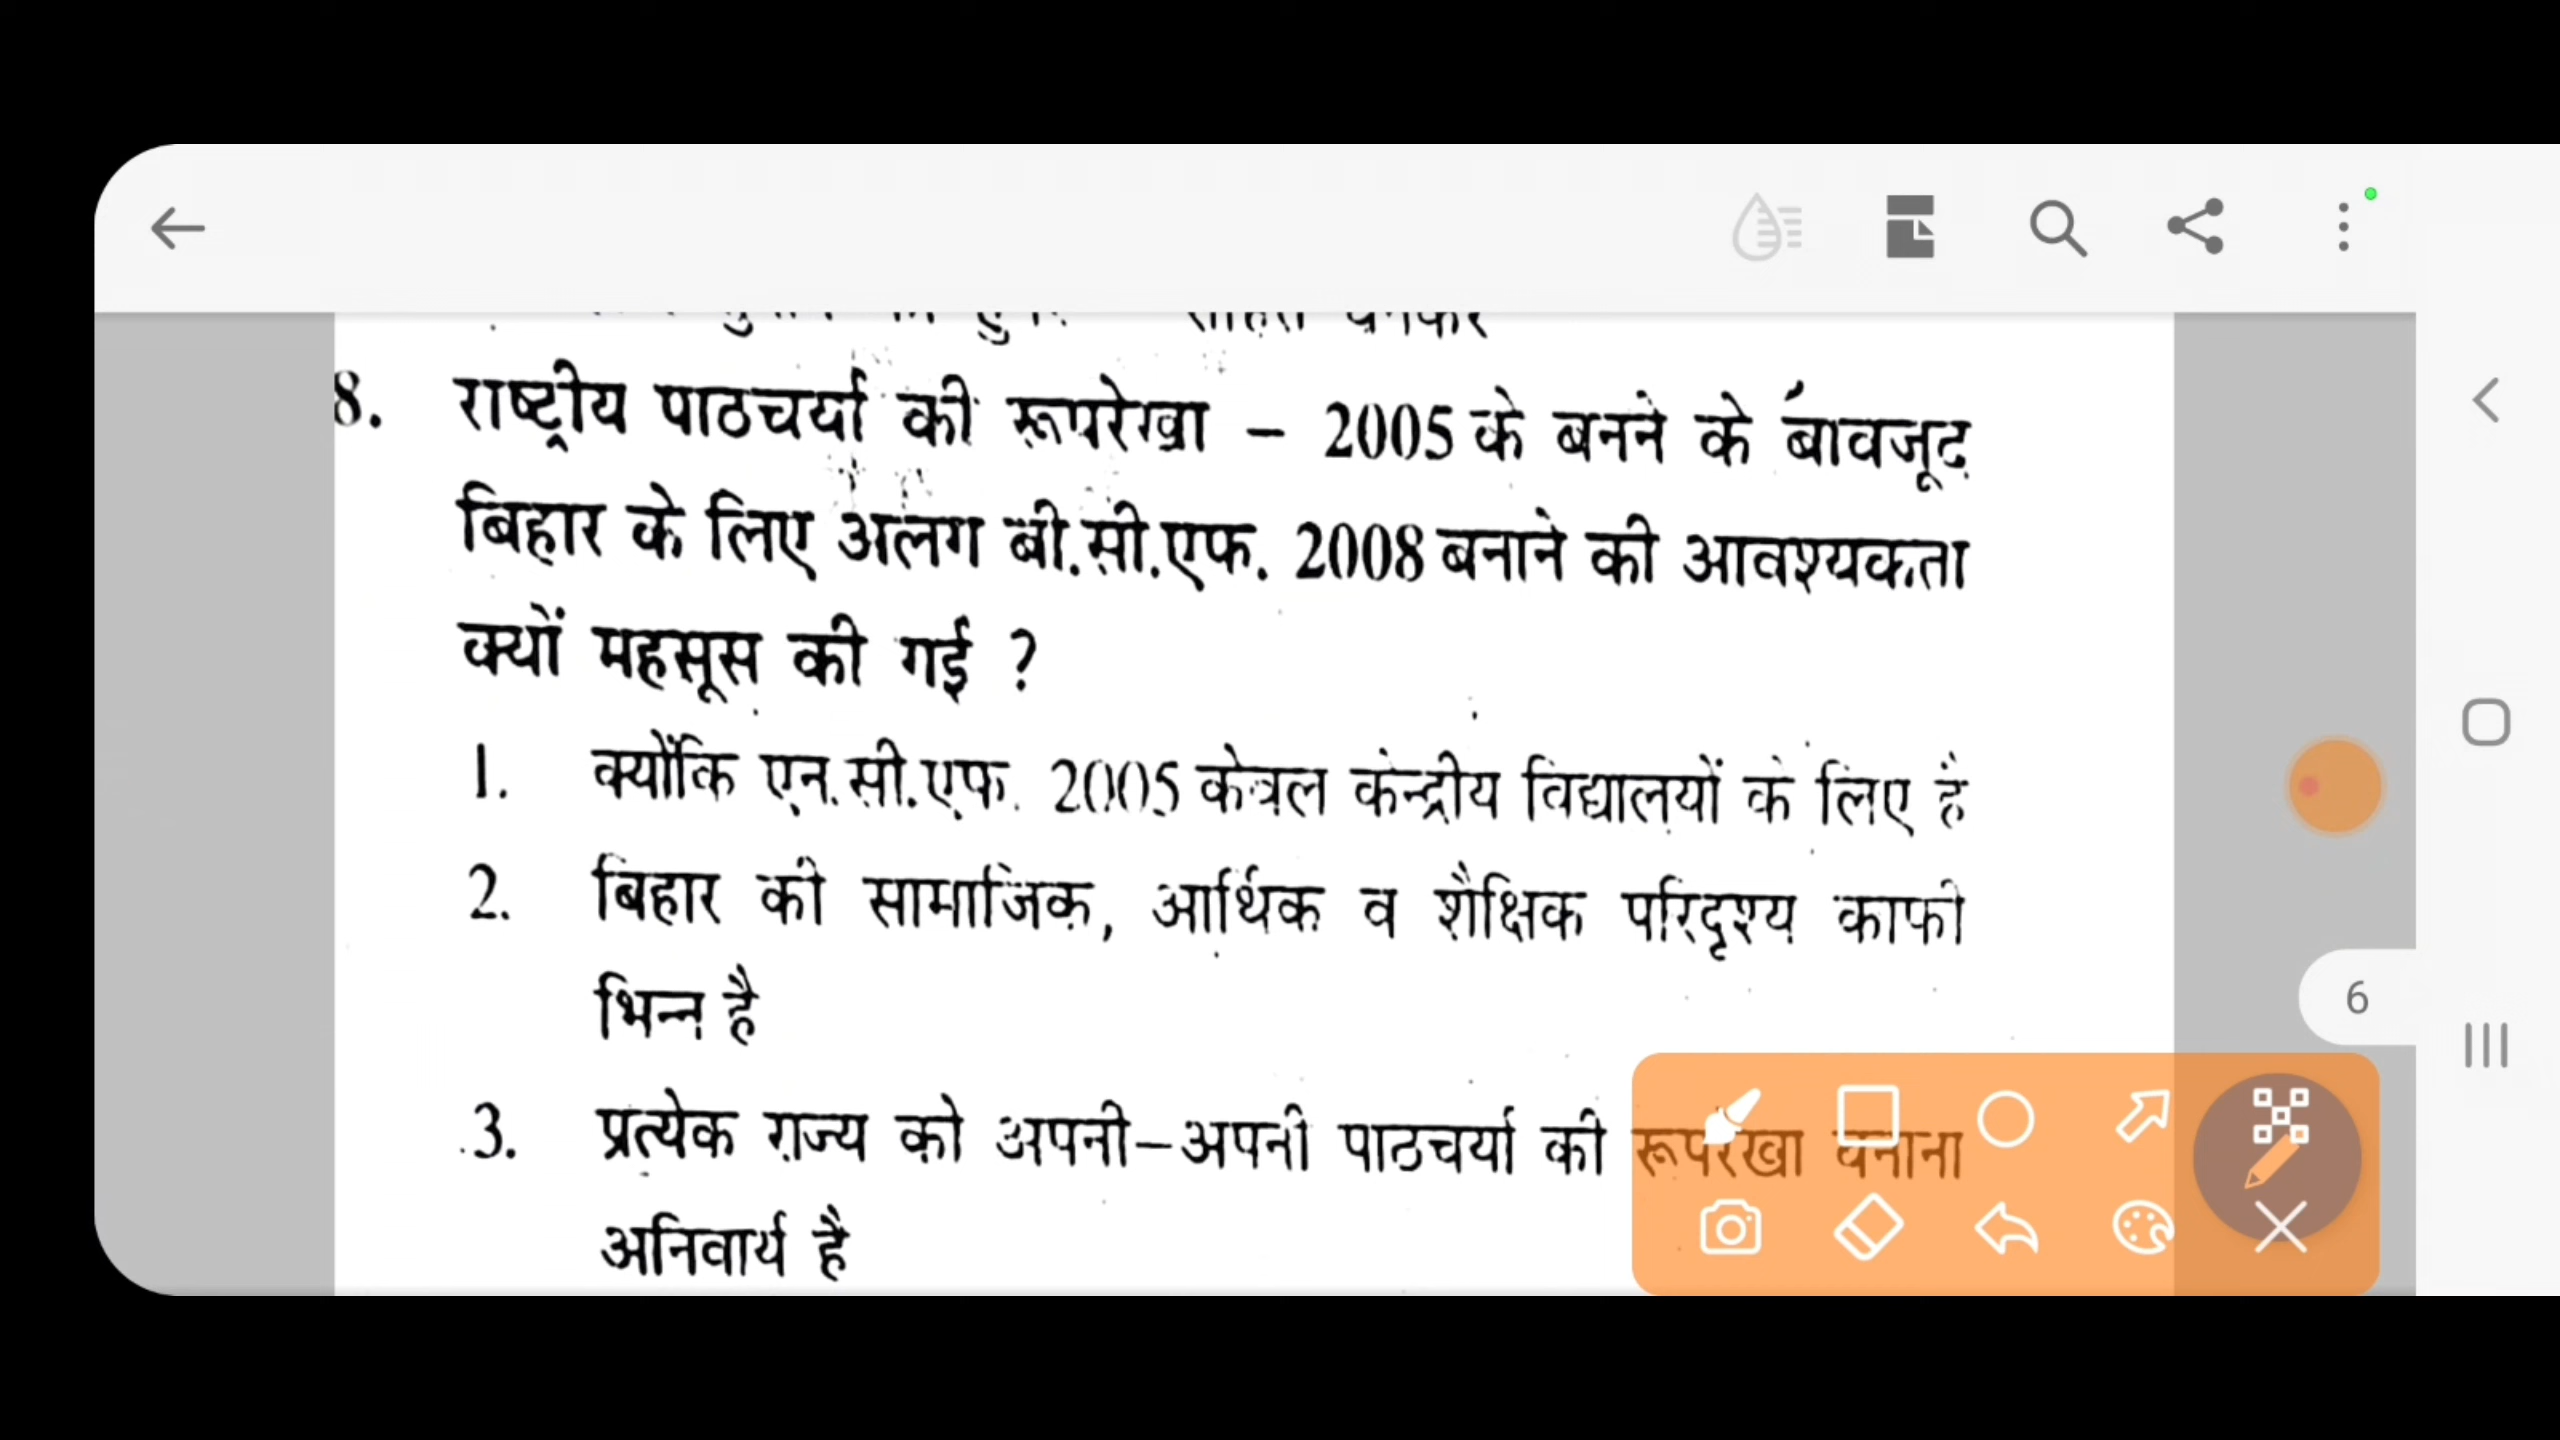 8. राष्ट्रीय पाठचर्या की रूपरेखा – 2005 के बनने के बावजूद
बिहार के लिए अलग बी.सी.एफ. 2008 बनाने की आवश्यकता
क्यों महसूस की गई ?
1. क्योंकि एन.सी.एफ. 2005 केवल केन्द्रीय विद्यालयों के लिए है
2. बिहार की सामाजिक, आर्थिक व शैक्षिक परिदृश्य काफी
भिन्न है
3. प्रत्येक राज्य को अपनी–अपनी पाठचर्या की रूपरेखा बनाना
अनिवार्य है
6